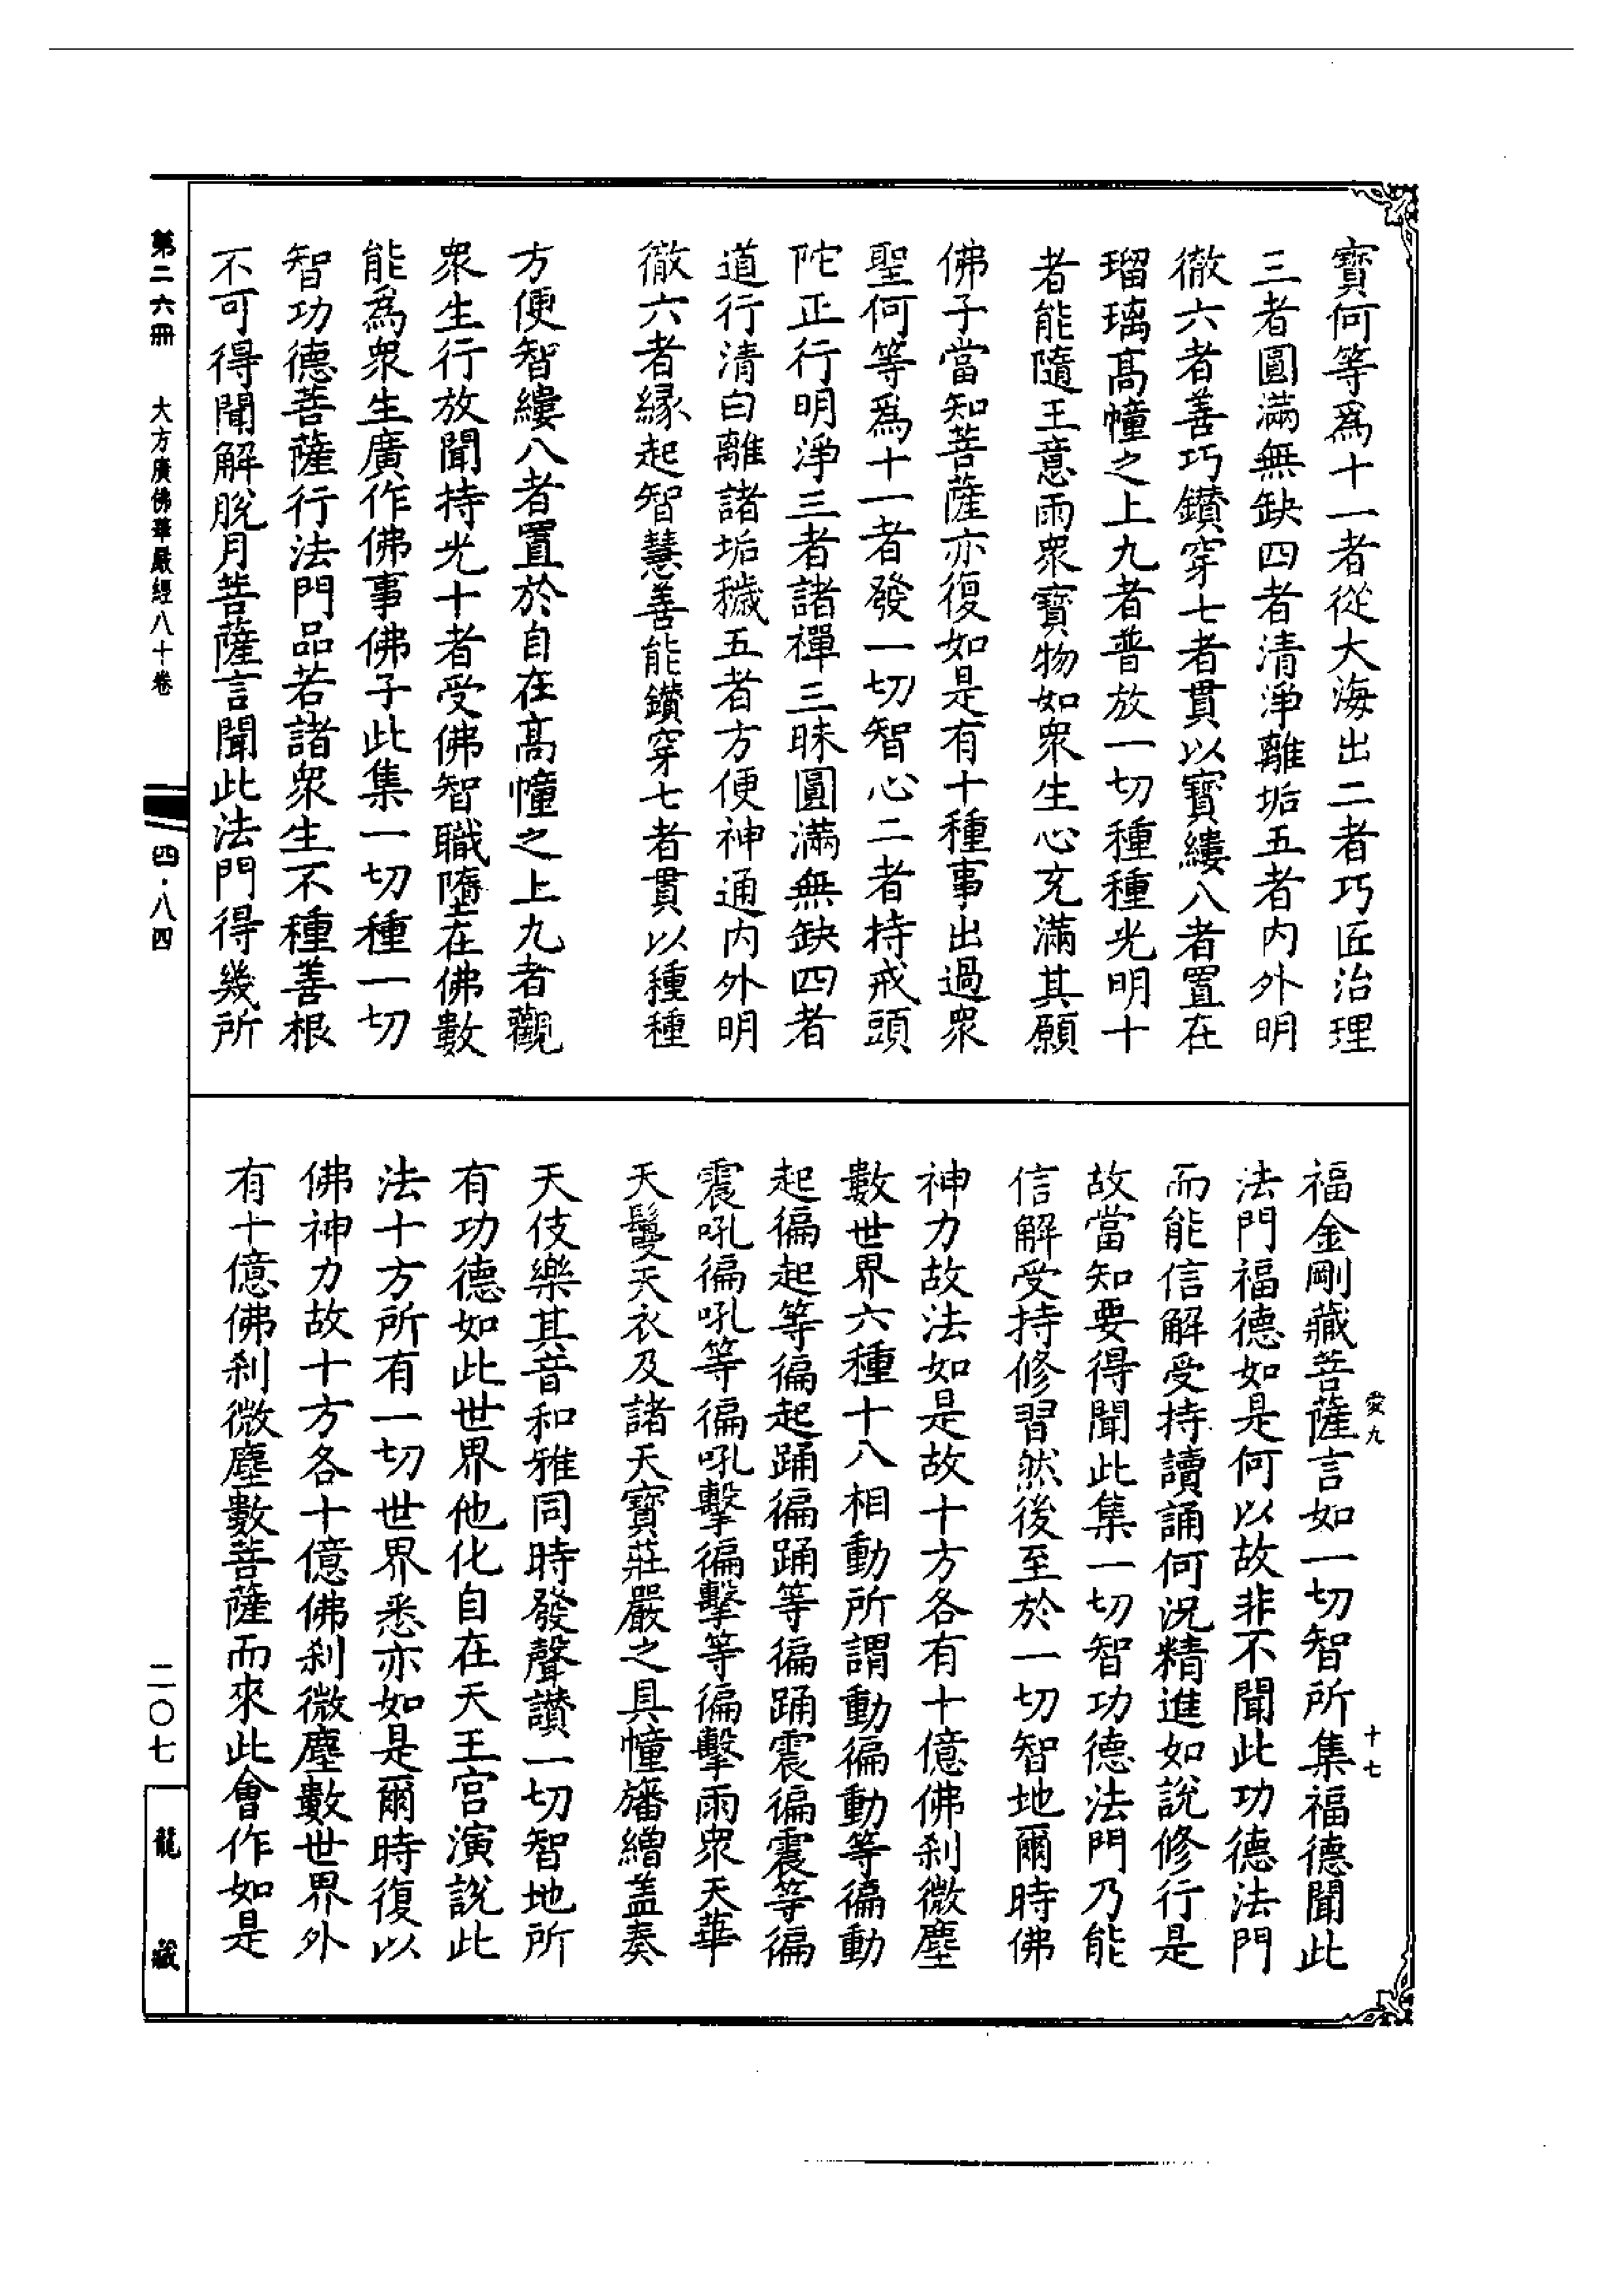 寶何等爲十一者從大海出二者巧匠治理
三者圓滿無缺四者清淨離垢五者内外明
徹六者善巧鑚穿七者貫以寶縷八者置在
瑠璃髙幢之上九者普放一切種種光明十
者能隨王意雨衆寶物如衆生心充滿其願
佛子當知菩薩亦復如是有十種事出過衆
聖何等爲十一者發一切智心二者持戒頭
陀正行明淨三者諸禪三昧圓滿無缺四者
道行清白離諸垢穢五者方便神通内外明
徹六者縁起智慧善能鑚穿七者貫以種種
方便智縷八者置於自在髙幢之上九者觀
衆生行放聞持光十者受佛智職墮在佛數
能爲衆生廣作佛事佛子此集一切種一切
智功德菩薩行法門品若諸衆生不種善根
不可得聞解脫月菩薩言聞此法門得幾所
福金剛藏菩薩言如一切智所集福德聞此
法門福德如是何以故非不聞此功德法門
而能信解受持讀誦何況精進如說修行是
故當知要得聞此集一切智功德法門乃能
信解受持修習然後至於一切智地爾時佛
神力故法如是故十方各有十億佛刹微塵
數世界六種十八相動所謂動徧動等徧動
起徧起等徧起踊徧踊等徧踊震徧震等徧
震吼徧吼等徧吼擊徧擊等徧擊雨衆天華
天鬘天衣及諸天寶莊嚴之具幢旛繒盖奏
天伎樂其音和雅同時發聲讃一切智地所
有功德如此世界他化自在天王宫演說此
法十方所有一切世界悉亦如是爾時復以
佛神力故十方各十億佛刹微塵數世界外
有十億佛刹微塵數菩薩而來此會作如是
愛九
十七
第二六冊
大方廣佛華嚴經八十卷
四·八四
二〇七
龍藏